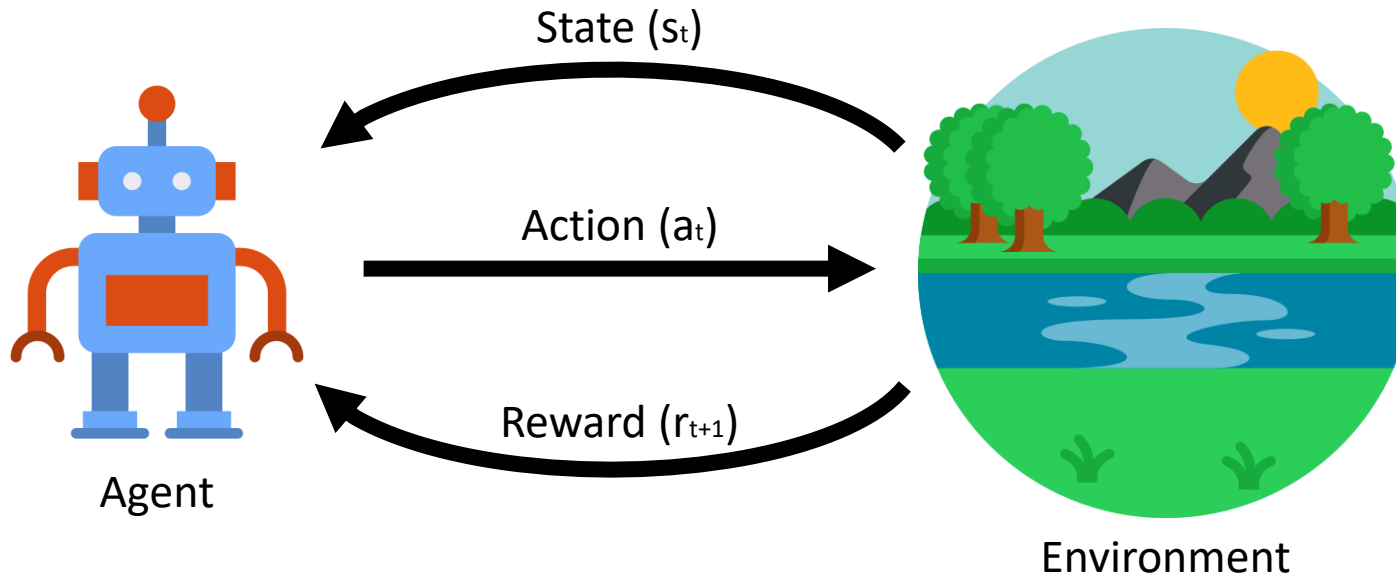 State (sₜ)
Action (aₜ)
Reward (rₜ₊₁)
Agent
Environment